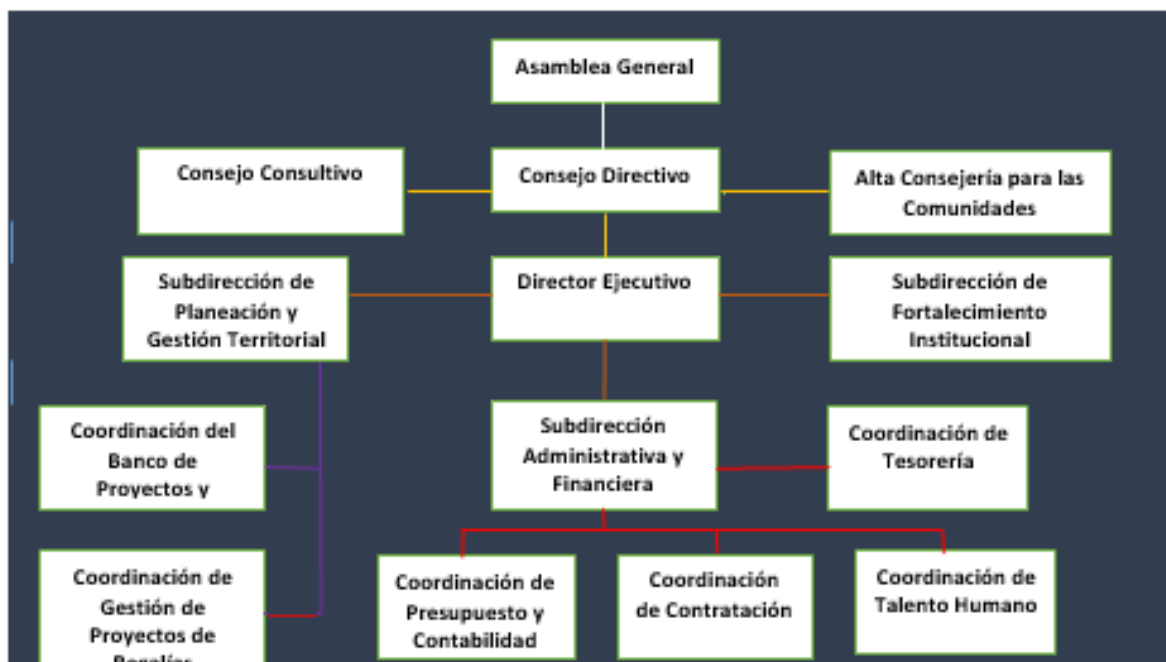 Asamblea General
Consejo Consultivo
Consejo Directivo
Alta Consejería para las
Comunidades
Subdirección de
Planeación y
Gestión Territorial
Director Ejecutivo
Subdirección de
Fortalecimiento
Institucional
Coordinación del
Banco de
Proyectos y
Subdirección
Administrativa y
Financiera
Coordinación de
Tesorería
Coordinación de
Gestión de
Proyectos de
Coordinación de
Presupuesto y
Contabilidad
Coordinación
de Contratación
Coordinación de
Talento Humano